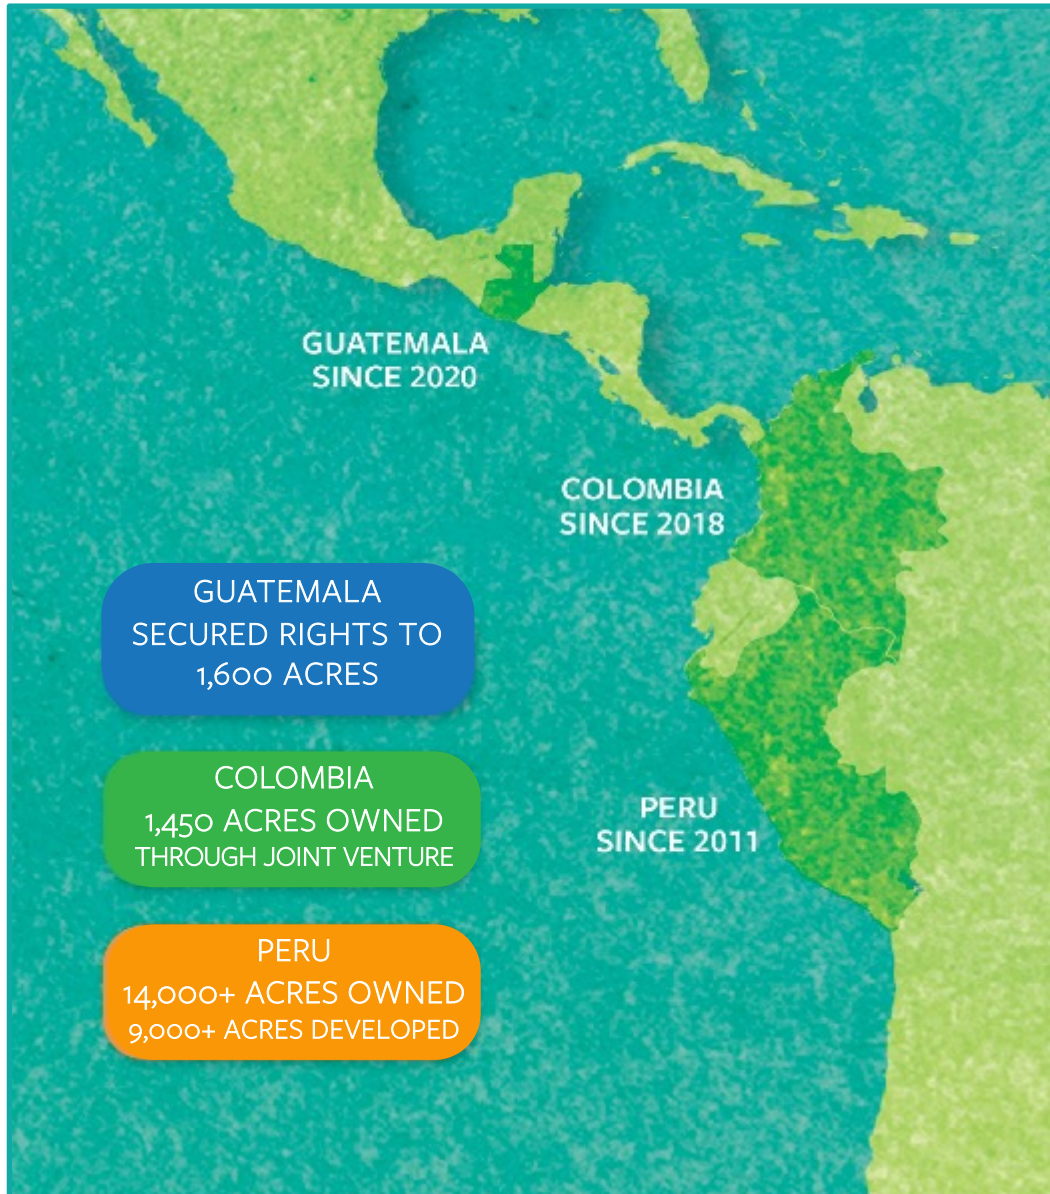 GUATEMALA
SINCE 2020
COLOMBIA
SINCE 2018
GUATEMALA
SECURED RIGHTS TO
1,600 ACRES
COLOMBIA
1,450 ACRES OWNED
THROUGH JOINT VENTURE
PERU
SINCE 2011
PERU
14,000+ ACRES OWNED
9,000+ ACRES DEVELOPED